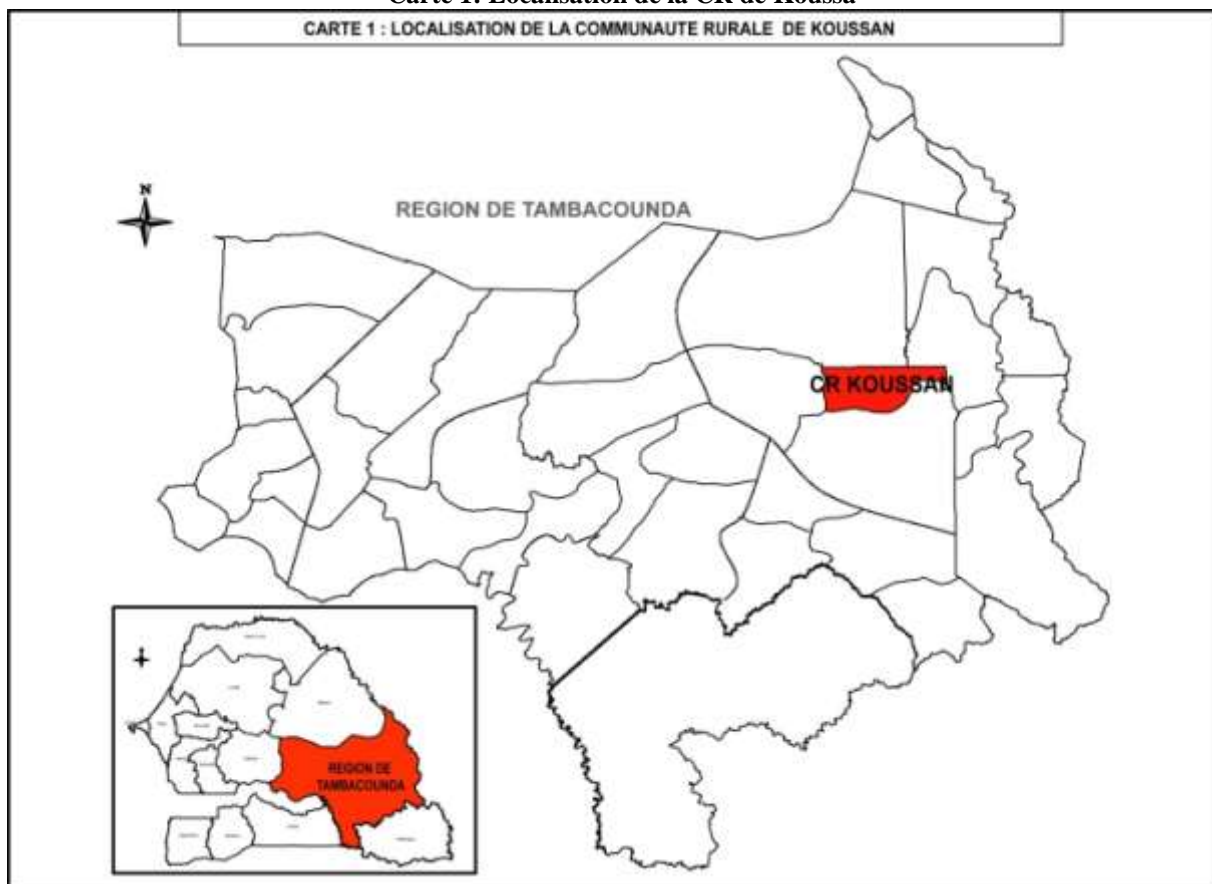 Carte 1: Localisation de la CR de Koussa
CARTE 1 : LOCALISATION DE LA COMMUNAUTE RURALE DE KOUSSAN
N
REGION DE TAMBACOUNDA
CR KOUSSAN
REGION DE
TAMBACOUNDA